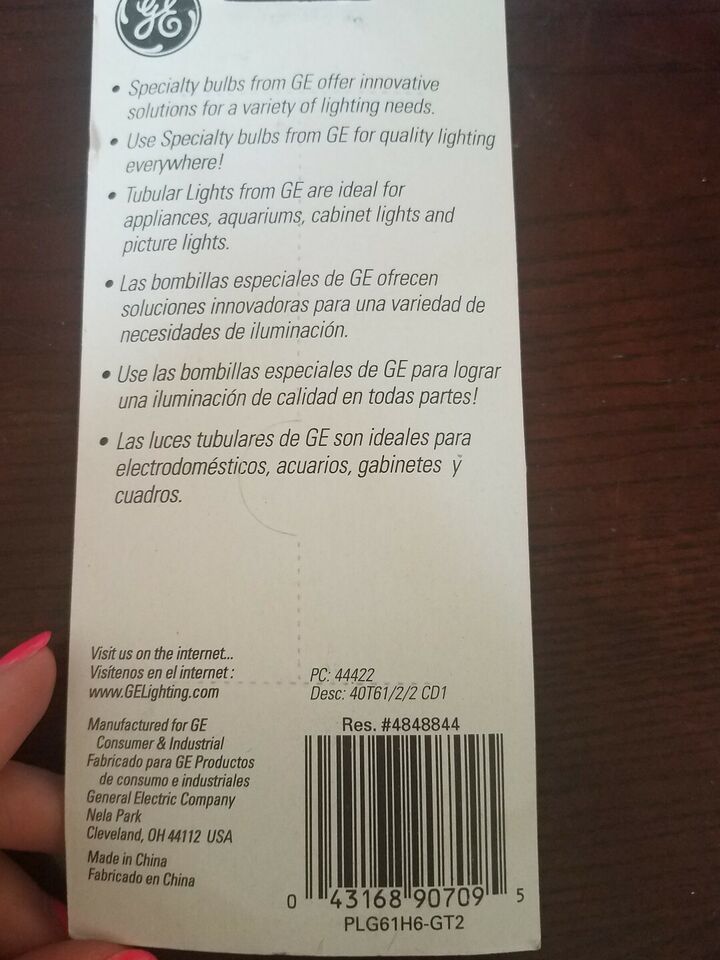 GE
• Specialty bulbs from GE offer innovative
solutions for a variety of lighting needs.
• Use Specialty bulbs from GE for quality lighting
everywhere!
• Tubular Lights from GE are ideal for
appliances, aquariums, cabinet lights and
picture lights.
• Las bombillas especiales de GE ofrecen
soluciones innovadoras para una variedad de
necesidades de iluminación.
• Use las bombillas especiales de GE para lograr
una iluminación de calidad en todas partes!
• Las luces tubulares de GE son ideales para
electrodomésticos, acuarios, gabinetes y
cuadros.
Visit us on the internet...
Visítenos en el internet :
www.GELighting.com
Manufactured for GE
Consumer & Industrial
Fabricado para GE Productos
de consumo e industriales
General Electric Company
Nela Park
Cleveland, OH 44112 USA
Made in China
Fabricado en China
PC: 44422
Desc: 40T61/2/2 CD1
Res. #4848844
0 43168 90709 5
PLG61H6-GT2